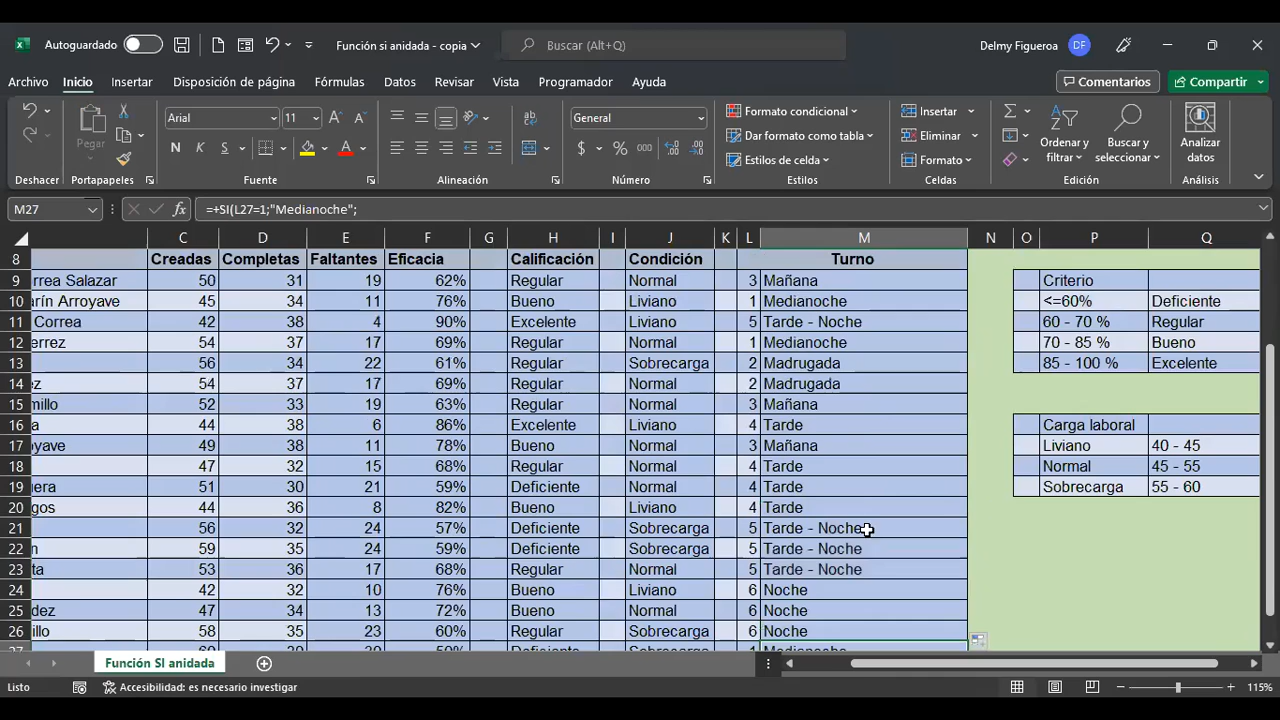 Autoguardado Función si anidada - copia Buscar (Alt+Q) Delmy Figueroa DF
Archivo Inicio Insertar Disposición de página Fórmulas Datos Revisar Vista Programador Ayuda Comentarios Compartir
Pegar
Arial 11
N K S
General
$ % 000
Formato condicional
Dar formato como tabla
Estilos de celda
Insertar
Eliminar
Formato
Ordenar y filtrar
Buscar y seleccionar
Analizar datos
Deshacer Portapapeles Fuente Alineación Número Estilos Celdas Edición Análisis
M27 fx =+SI(L27=1;"Medianoche";
C D E F G H I J K L M N O P Q
8 Creadas Completas Faltantes Eficacia Calificación Condición Turno
9 rrea Salazar 50 31 19 62% Regular Normal 3 Mañana Criterio
10 arín Arroyave 45 34 11 76% Bueno Liviano 1 Medianoche <=60% Deficiente
11 Correa 42 38 4 90% Excelente Liviano 5 Tarde - Noche 60 - 70 % Regular
12 errez 54 37 17 69% Regular Normal 1 Medianoche 70 - 85 % Bueno
13 56 34 22 61% Regular Sobrecarga 2 Madrugada 85 - 100 % Excelente
14 ez 54 37 17 69% Regular Normal 2 Madrugada
15 millo 52 33 19 63% Regular Normal 3 Mañana
16 a 44 38 6 86% Excelente Liviano 4 Tarde Carga laboral
17 oyave 49 38 11 78% Bueno Normal 3 Mañana Liviano 40 - 45
18 47 32 15 68% Regular Normal 4 Tarde Normal 45 - 55
19 uera 51 30 21 59% Deficiente Normal 4 Tarde Sobrecarga 55 - 60
20 gos 44 36 8 82% Bueno Liviano 4 Tarde
21 56 32 24 57% Deficiente Sobrecarga 5 Tarde - Noche
22 n 59 35 24 59% Deficiente Sobrecarga 5 Tarde - Noche
23 ta 53 36 17 68% Regular Normal 5 Tarde - Noche
24 42 32 10 76% Bueno Liviano 6 Noche
25 dez 47 34 13 72% Bueno Normal 6 Noche
26 illo 58 35 23 60% Regular Sobrecarga 6 Noche
Función SI anidada
Listo Accesibilidad: es necesario investigar 115%